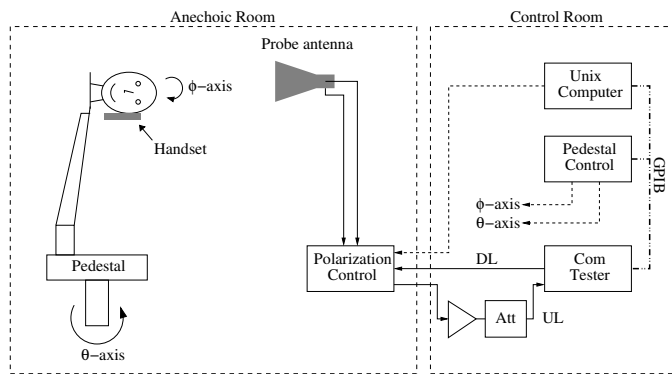 Anechoic Room
Control Room
Probe antenna
ϕ−axis
Handset
Unix
Computer
Pedestal
Control
GPIB
ϕ−axis
θ−axis
Pedestal
Polarization
Control
DL
Com
Tester
Att
UL
θ−axis